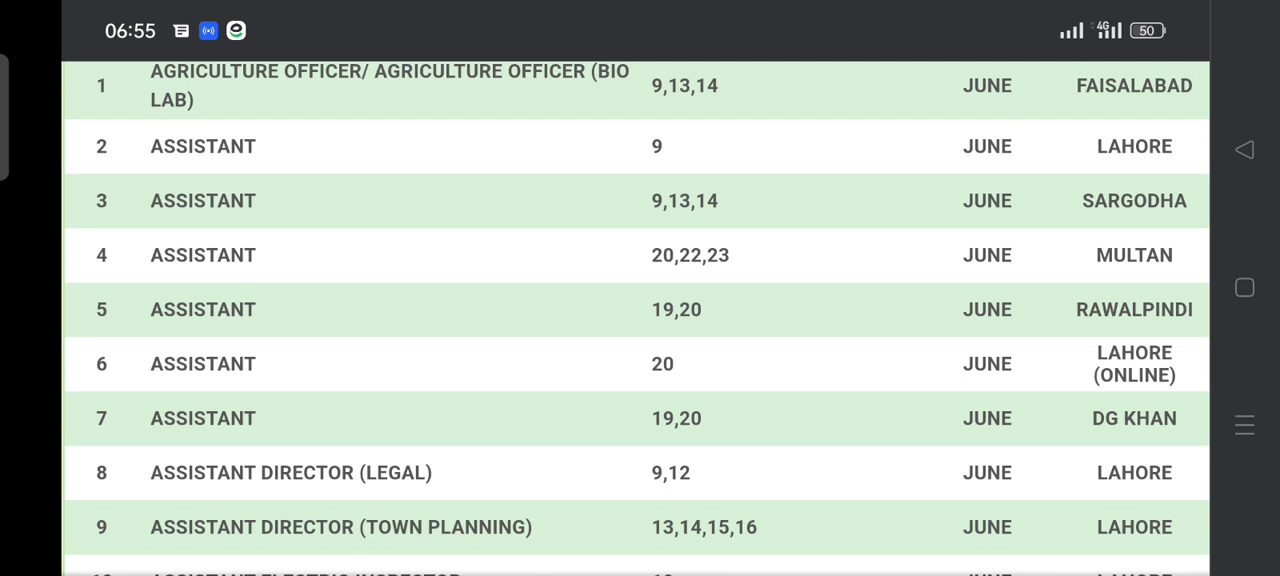 06:55
4G
50
1 AGRICULTURE OFFICER/ AGRICULTURE OFFICER (BIO LAB) 9,13,14 JUNE FAISALABAD
2 ASSISTANT 9 JUNE LAHORE
3 ASSISTANT 9,13,14 JUNE SARGODHA
4 ASSISTANT 20,22,23 JUNE MULTAN
5 ASSISTANT 19,20 JUNE RAWALPINDI
6 ASSISTANT 20 JUNE LAHORE (ONLINE)
7 ASSISTANT 19,20 JUNE DG KHAN
8 ASSISTANT DIRECTOR (LEGAL) 9,12 JUNE LAHORE
9 ASSISTANT DIRECTOR (TOWN PLANNING) 13,14,15,16 JUNE LAHORE